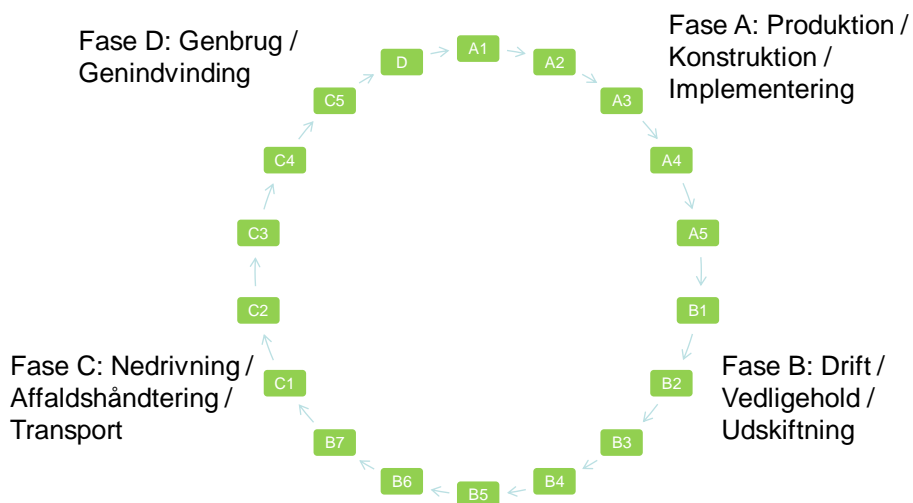 Fase D: Genbrug /
Genindvinding
Fase A: Produktion /
Konstruktion /
Implementering
A1
A2
A3
A4
A5
B1
B2
B3
B4
B5
B6
B7
C1
C2
C3
C4
C5
D
Fase B: Drift /
Vedligehold /
Udskiftning
Fase C: Nedrivning /
Affaldshåndtering /
Transport